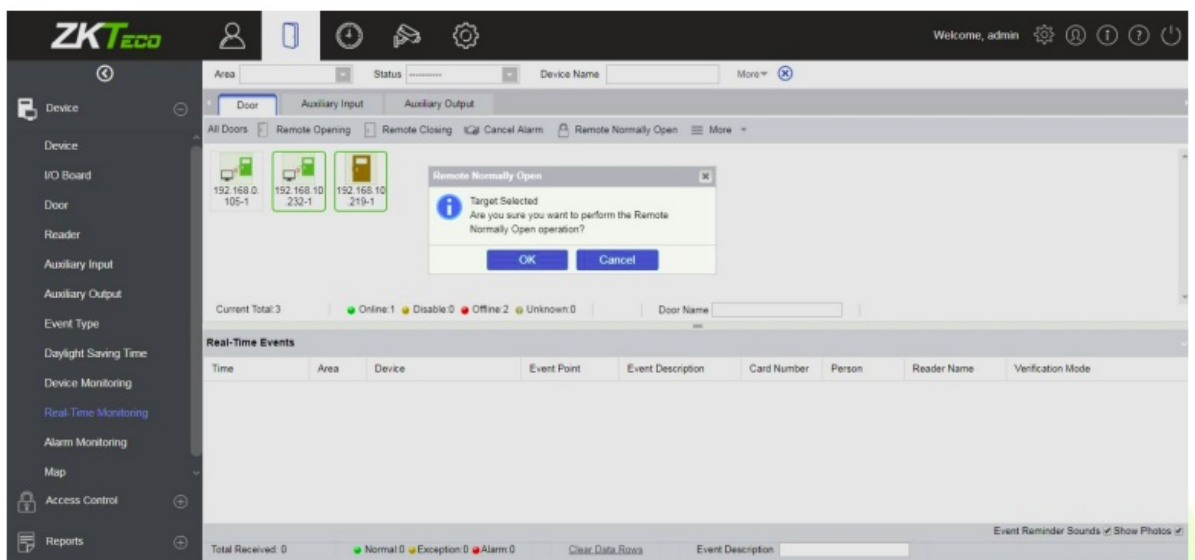 ZKTeco
Welcome, admin
Area
Status ----------
Device Name
More
Device
Door
Auxiliary Input
Auxiliary Output
All Doors
Remote Opening
Remote Closing
Cancel Alarm
Remote Normally Open
More
Device
I/O Board
Door
Reader
Auxiliary Input
Auxiliary Output
Event Type
Daylight Saving Time
Device Monitoring
Real-Time Monitoring
Alarm Monitoring
Map
Access Control
Reports
192.168.0.
105-1
192.168.10
.232-1
192.168.10
.219-1
Remote Normally Open
Target Selected
Are you sure you want to perform the Remote
Normally Open operation?
OK
Cancel
Current Total:3
Online:1
Disable:0
Offline:2
Unknown:0
Door Name
Real-Time Events
Time
Area
Device
Event Point
Event Description
Card Number
Person
Reader Name
Verification Mode
Event Reminder Sounds
Show Photos
Total Received: 0
Normal:0
Exception:0
Alarm:0
Clear Data Rows
Event Description